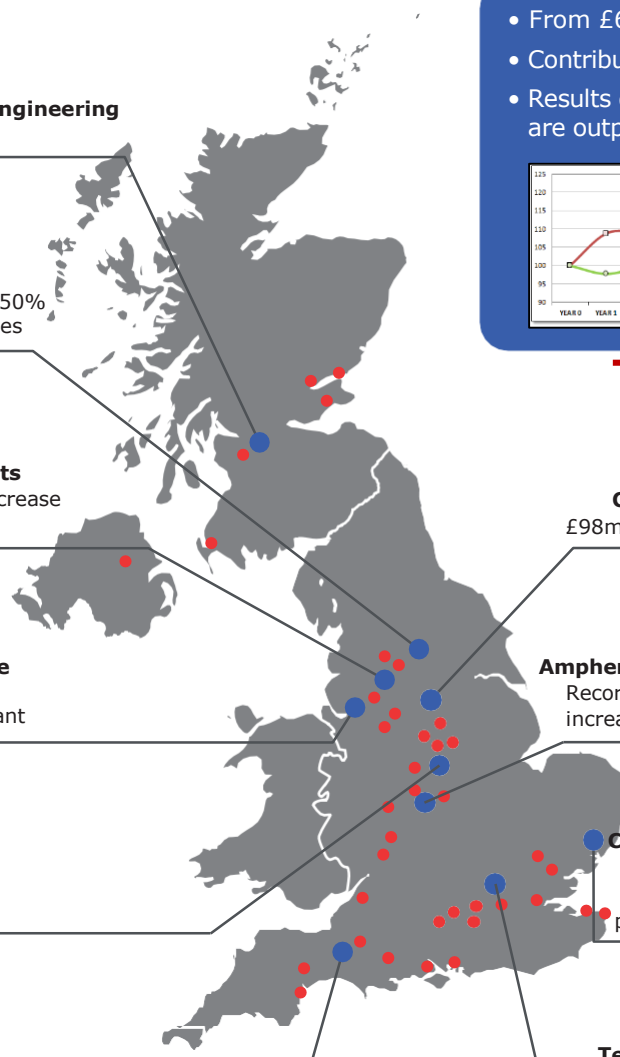 • From £6
• Contribu
• Results
are outp
125
120
115
110
105
100
95
90
YEAR 0 YEAR 1
ngineering
50%
es
ts
crease
£98m
e
ant
Ampher
Recor
increa
C
p
Te